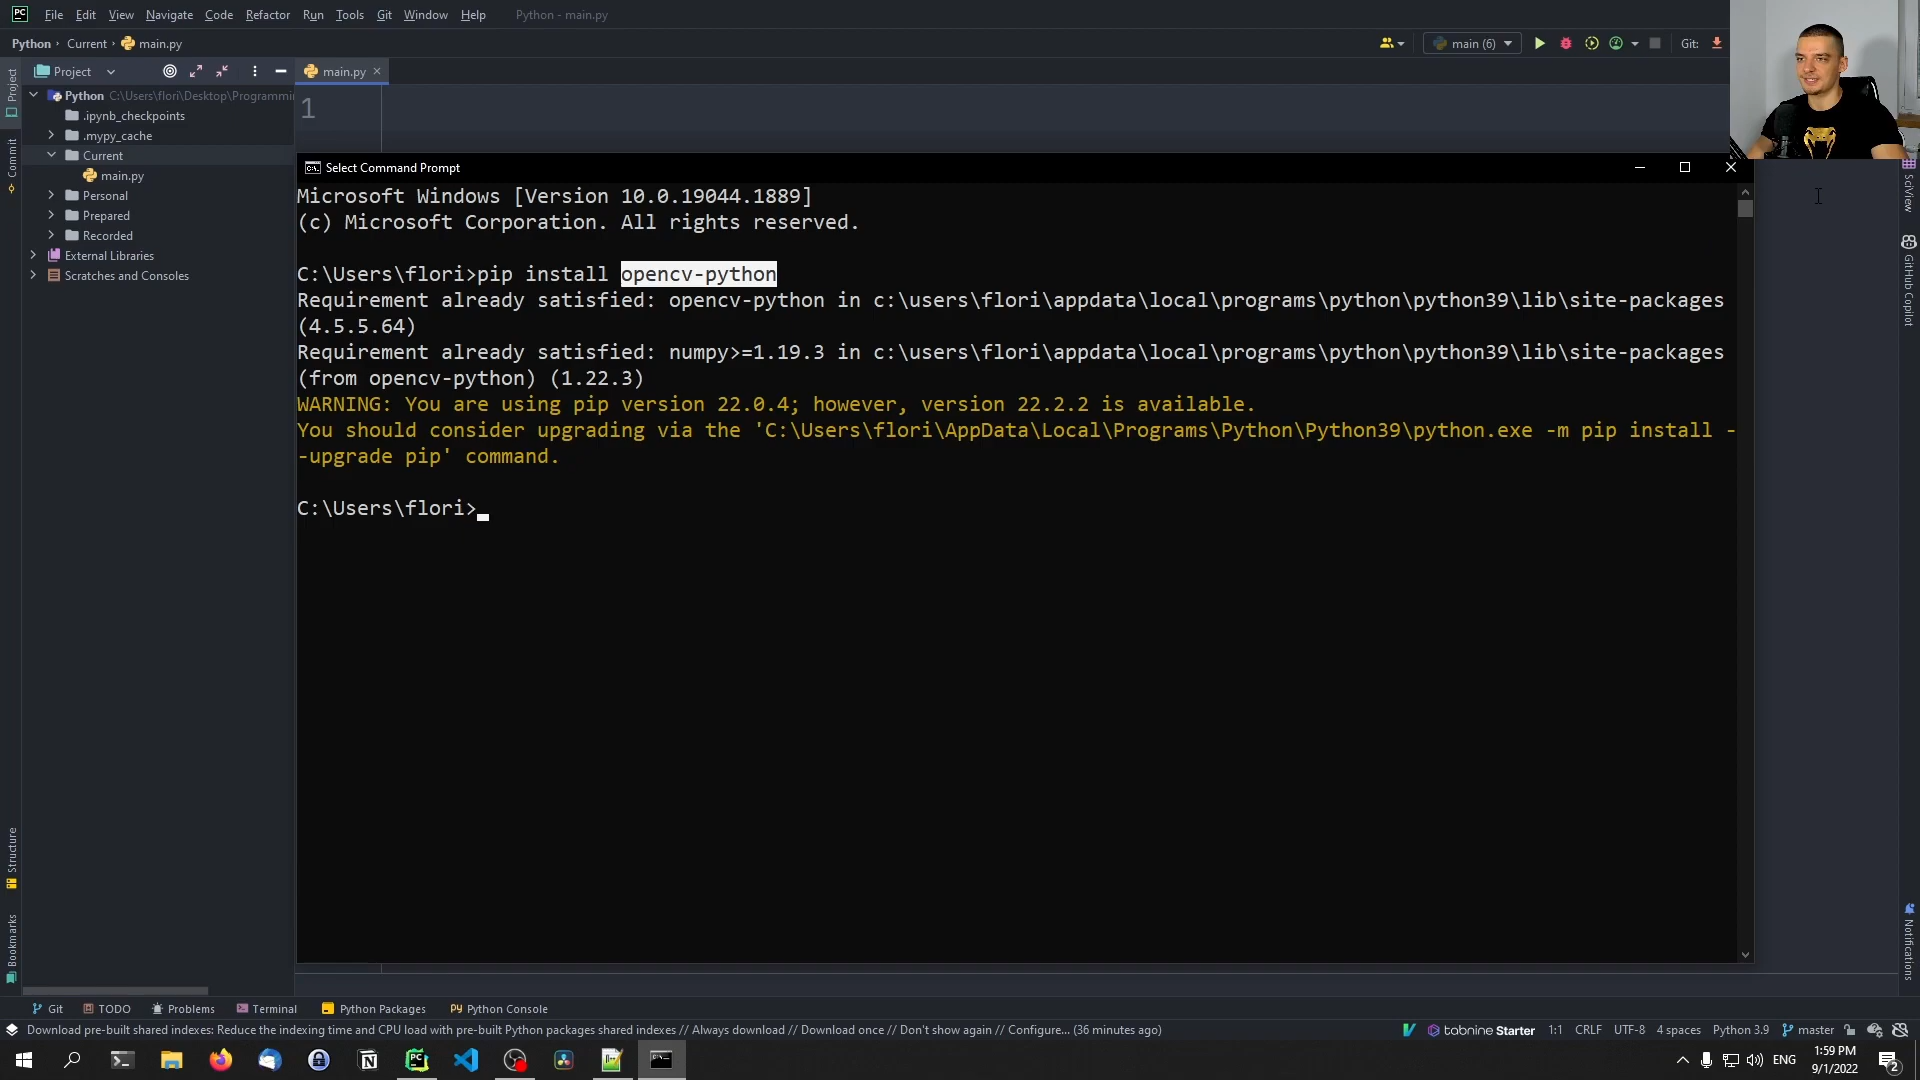 PC File Edit View Navigate Code Refactor Run Tools Git Window Help Python - main.py
Python › Current › main.py
main (6)
Git:
Project
main.py
1
Python C:\Users\flori\Desktop\Programmi
.ipynb_checkpoints
.mypy_cache
Current
main.py
Personal
Prepared
Recorded
External Libraries
Scratches and Consoles
Project
Commit
Structure
Bookmarks
SciView
GitHub Copilot
Notifications
Select Command Prompt
Microsoft Windows [Version 10.0.19044.1889]
(c) Microsoft Corporation. All rights reserved.
C:\Users\flori>pip install opencv-python
Requirement already satisfied: opencv-python in c:\users\flori\appdata\local\programs\python\python39\lib\site-packages
(4.5.5.64)
Requirement already satisfied: numpy>=1.19.3 in c:\users\flori\appdata\local\programs\python\python39\lib\site-packages
(from opencv-python) (1.22.3)
WARNING: You are using pip version 22.0.4; however, version 22.2.2 is available.
You should consider upgrading via the 'C:\Users\flori\AppData\Local\Programs\Python\Python39\python.exe -m pip install -
-upgrade pip' command.
C:\Users\flori>
Git TODO Problems Terminal Python Packages Python Console
Download pre-built shared indexes: Reduce the indexing time and CPU load with pre-built Python packages shared indexes // Always download // Download once // Don't show again // Configure... (36 minutes ago)
tabnine Starter 1:1 CRLF UTF-8 4 spaces Python 3.9 master
ENG
1:59 PM
9/1/2022
2